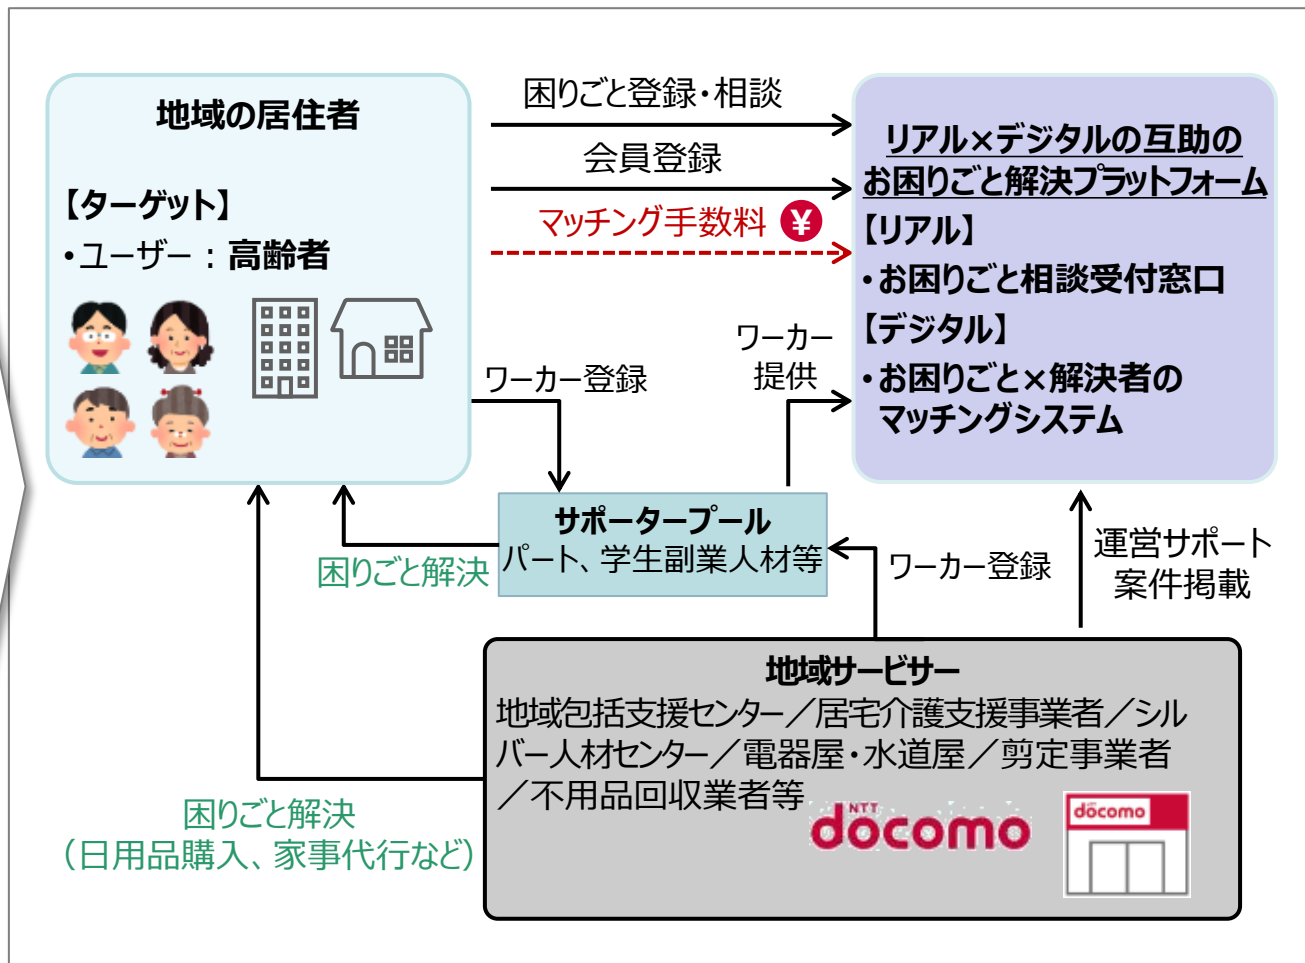 地域の居住者
【ターゲット】
・ユーザー：高齢者
困りごと登録・相談
会員登録
マッチング手数料 ¥
リアル×デジタルの互助の
お困りごと解決プラットフォーム
【リアル】
・お困りごと相談受付窓口
【デジタル】
・お困りごと×解決者の
マッチングシステム
ワーカー登録
ワーカー
提供
サポータープール
パート、学生副業人材等
困りごと解決
ワーカー登録
運営サポート
案件掲載
地域サービサー
地域包括支援センター／居宅介護支援事業者／シル
バー人材センター／電器屋・水道屋／剪定事業者
／不用品回収業者等
NTT
döcomo
döcomo
困りごと解決
（日用品購入、家事代行など）